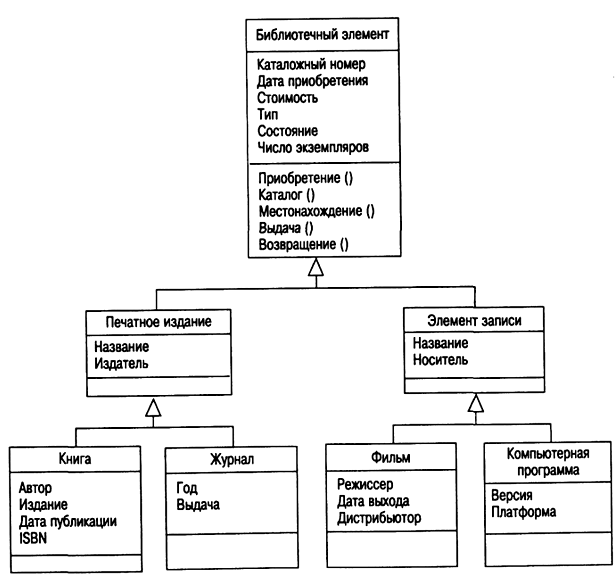 Библиотечный элемент
Каталожный номер
Дата приобретения
Стоимость
Тип
Состояние
Число экземпляров
Приобретение ()
Каталог ()
Местонахождение ()
Выдача ()
Возвращение ()
Печатное издание
Название
Издатель
Элемент записи
Название
Носитель
Книга
Автор
Издание
Дата публикации
ISBN
Журнал
Год
Выдача
Фильм
Режиссер
Дата выхода
Дистрибьютор
Компьютерная
программа
Версия
Платформа